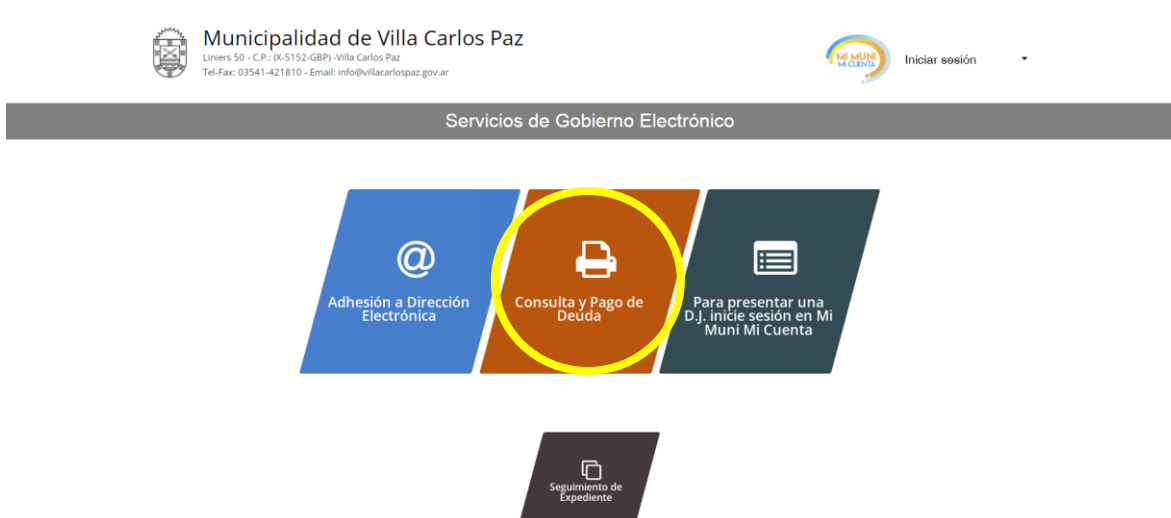 Municipalidad de Villa Carlos Paz
Liniers 50 - C.P.: (X-5152-GBP) -Villa Carlos Paz
Tel-Fax: 03541-421810 - Email: info@villacarlospaz.gov.ar
MI MUNI
MI CUENTA
Iniciar sesión
Servicios de Gobierno Electrónico
@
Adhesión a Dirección
Electrónica
Consulta y Pago de
Deuda
Para presentar una
D.J. inicie sesión en Mi
Muni Mi Cuenta
Seguimiento de
Expediente